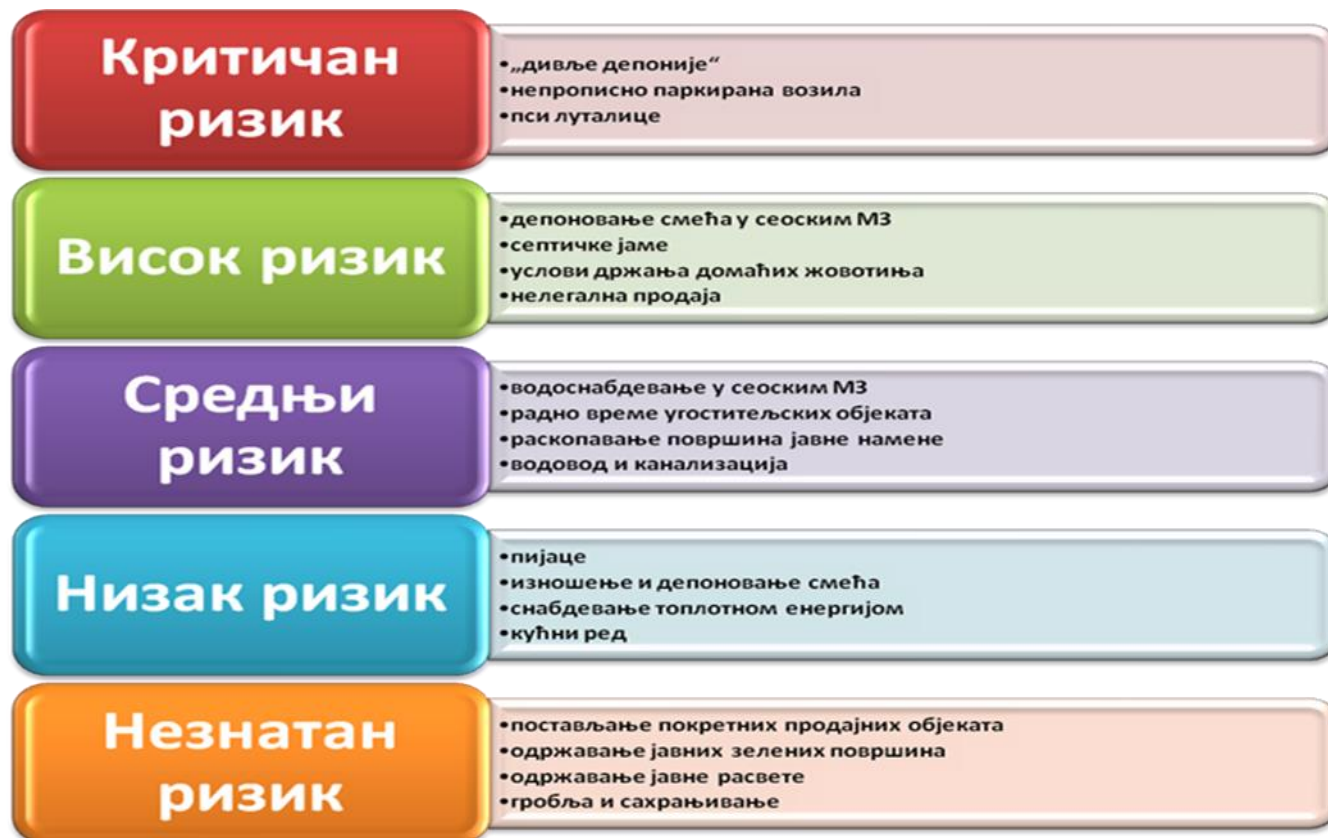 Критичан
ризик
•„дивље депоније“
•непрописно паркирана возила
•пси луталице
Висок ризик
•депоновање смећа у сеоским МЗ
•септичке јаме
•услови држања домаћих жовотиња
•нелегална продаја
Средњи
ризик
•водоснабдевање у сеоским МЗ
•радно време угоститељских објеката
•раскопавање површина јавне намене
•водовод и канализација
Низак ризик
•пијаце
•изношење и депоновање смећа
•снабдевање топлотном енергијом
•кућни ред
Незнатан
ризик
•постављање покретних продајних објеката
•одржавање јавних зелених површина
•одржавање јавне расвете
•гробља и сахрањивање